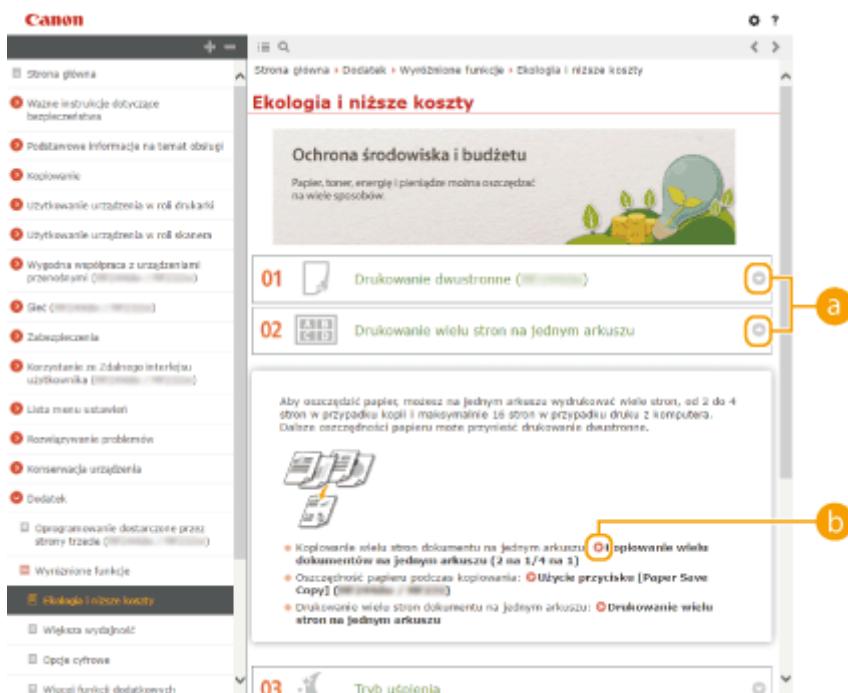 Canon
?
Strona główna
Ważne instrukcje dotyczące
bezpieczeństwa
Podstawowe informacje na temat obsługi
Kopiowanie
Użytkowanie urządzenia w roli drukarki
Użytkowanie urządzenia w roli skanera
Wygodna współpraca z urządzeniami
przenośnymi ( )
Sieć ( )
Zabezpieczenia
Korzystanie ze Zdalnego interfejsu
użytkownika ( )
Lista menu ustawień
Rozwiązywanie problemów
Konserwacja urządzenia
Dodatek
Oprogramowanie dostarczone przez
strony trzecie ( )
Wyróżnione funkcje
Ekologia i niższe koszty
Większa wydajność
Opcje cyfrowe
Więcej funkcji dodatkowych
Strona główna › Dodatek › Wyróżnione funkcje › Ekologia i niższe koszty
Ekologia i niższe koszty
Ochrona środowiska i budżetu
Papier, toner, energię i pieniądze można oszczędzać
na wiele sposobów.
01 Drukowanie dwustronne ( )
02 A B C D Drukowanie wielu stron na jednym arkuszu
a
Aby oszczędzić papier, możesz na jednym arkuszu wydrukować wiele stron, od 2 do 4
stron w przypadku kopii i maksymalnie 16 stron w przypadku druku z komputera.
Dalsze oszczędności papieru może przynieść drukowanie dwustronne.
b
Kopiowanie wielu stron dokumentu na jednym arkuszu: Kopiowanie wielu
dokumentów na jednym arkuszu (2 na 1/4 na 1)
Oszczędność papieru podczas kopiowania: Użycie przycisku [Paper Save
Copy] ( )
Drukowanie wielu stron dokumentu na jednym arkuszu: Drukowanie wielu
stron na jednym arkuszu
03 Tryb uśpienia